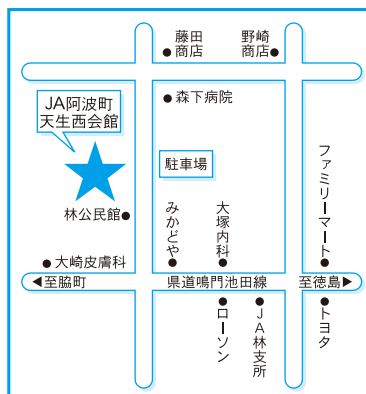 藤田
商店
野崎
商店
森下病院
JA阿波町
天生西会館
駐車場
林公民館
みかどや
大塚内科
ファミリーマート
大崎皮膚科
◀至脇町
県道鳴門池田線
至徳島▶
ローソン
JA林支所
トヨタ